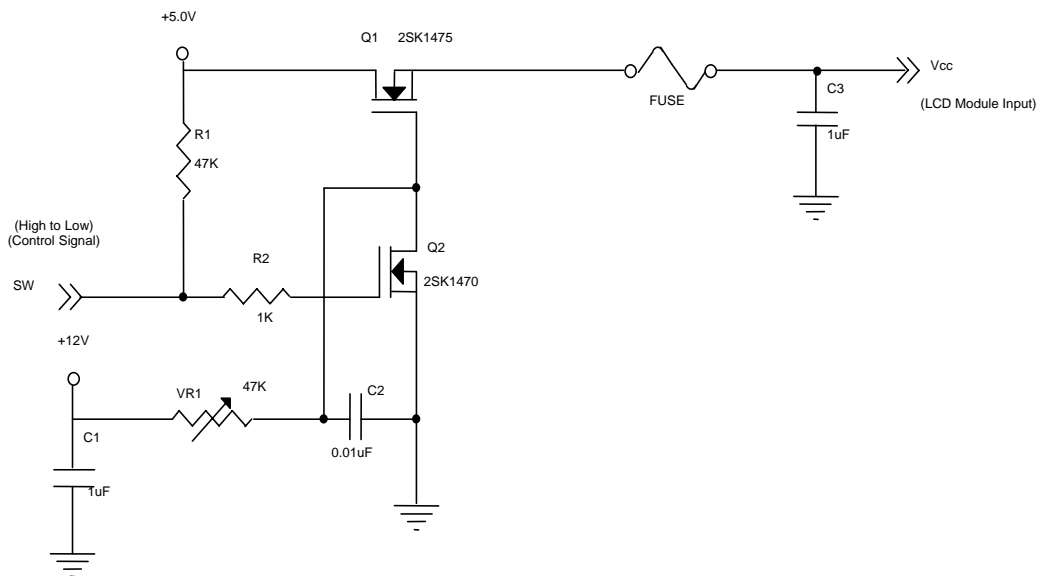 +5.0V
Q1 2SK1475
Vcc
FUSE
C3
(LCD Module Input)
1uF
R1
47K
(High to Low)
(Control Signal)
SW
R2
1K
Q2
2SK1470
+12V
VR1
47K
C2
0.01uF
C1
1uF